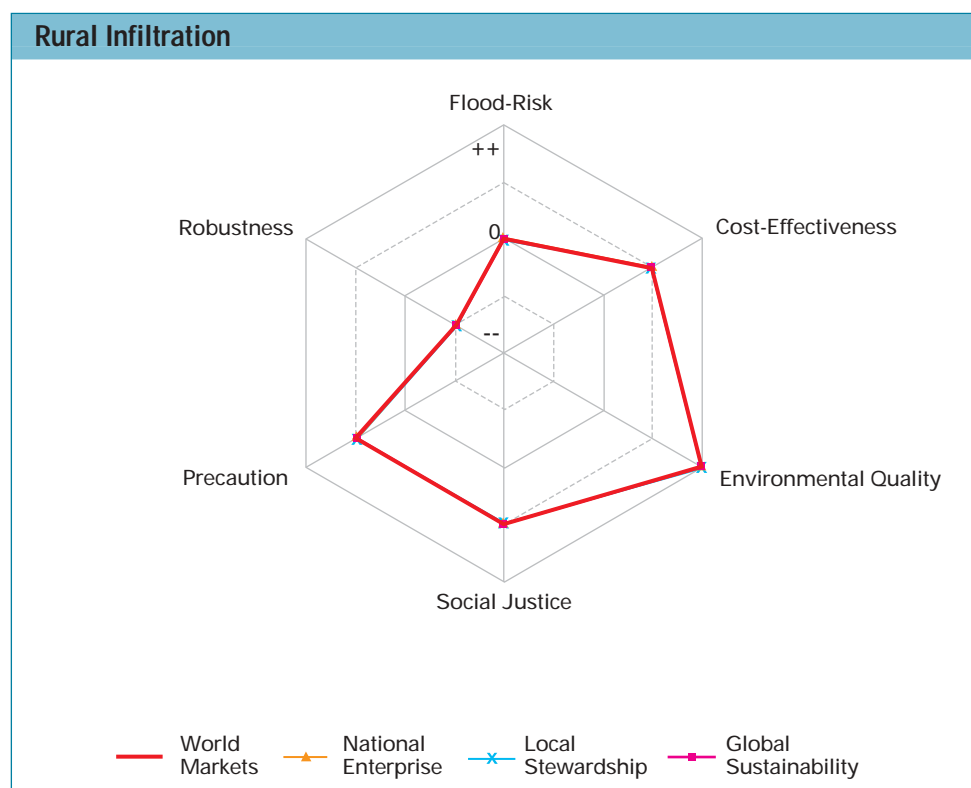 Rural Infiltration
Flood-Risk
++
Robustness
0
Cost-Effectiveness
--
Precaution
Environmental Quality
Social Justice
World
Markets
National
Enterprise
Local
Stewardship
Global
Sustainability